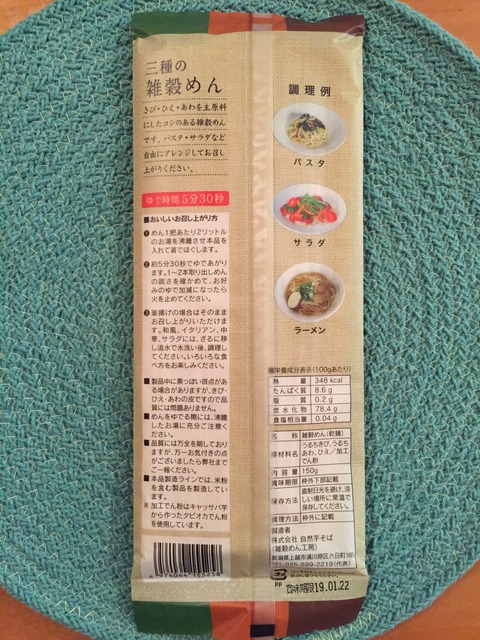 三種の
雑穀めん
きび・ひえ・あわを主原料
にしたコシのある雑穀めん
です。パスタ・サラダなど
自由にアレンジしてお召し
上がりください。
ゆで時間5分30秒
■おいしいお召し上がり方
❶めん1把あたり2リットル
のお湯を沸騰させ本品を
入れて箸でほぐします。
❷約5分30秒でゆであがり
ます。1〜2本取り出しめん
の固さを確かめて、お好
みのゆで加減になったら
火を止めてください。
❸釜揚げの場合はそのまま
お召し上がりいただけま
す。和風、イタリアン、中
華、サラダには、ざるに移
し流水で水洗い後、調理し
てください。いろいろな食
べ方をお楽しみください。
■製品中に黒っぽい斑点があ
る場合がありますが、きび・
ひえ・あわの皮ですので品
質には問題ありません。
■めんをゆでる際には、沸騰
したお湯に充分ご注意く
ださい。
■品質には万全を期しており
ますが、万一お気付きの点
がございましたら弊社まで
ご一報ください。
■本品製造ラインでは、米粉
を含む製品を製造していま
す。
※加工でん粉はキャッサバ芋
から作ったタピオカでん粉
を使用しています。
4974064155258
調理例
パスタ
サラダ
ラーメン
■栄養成分表示(100gあたり)
熱量 348 kcal
たんぱく質 8.6 g
脂質 0.2 g
炭水化物 78.4 g
食塩相当量 0.04 g
名称 雑穀めん(乾麺)
原材料名 うるちきび、うるち
あわ、ひえ/加工
でん粉
内容量 150g
賞味期限 枠外下部に記載
保存方法 直射日光を避け、涼
しい場所に常温で
保存してください。
調理方法 枠外に記載
製造者
株式会社 自然芋そば
(雑穀めん工房)
新潟県上越市浦川原区六日町165
TEL 025-599-2219(代表)
PP
賞味期限19.01.22